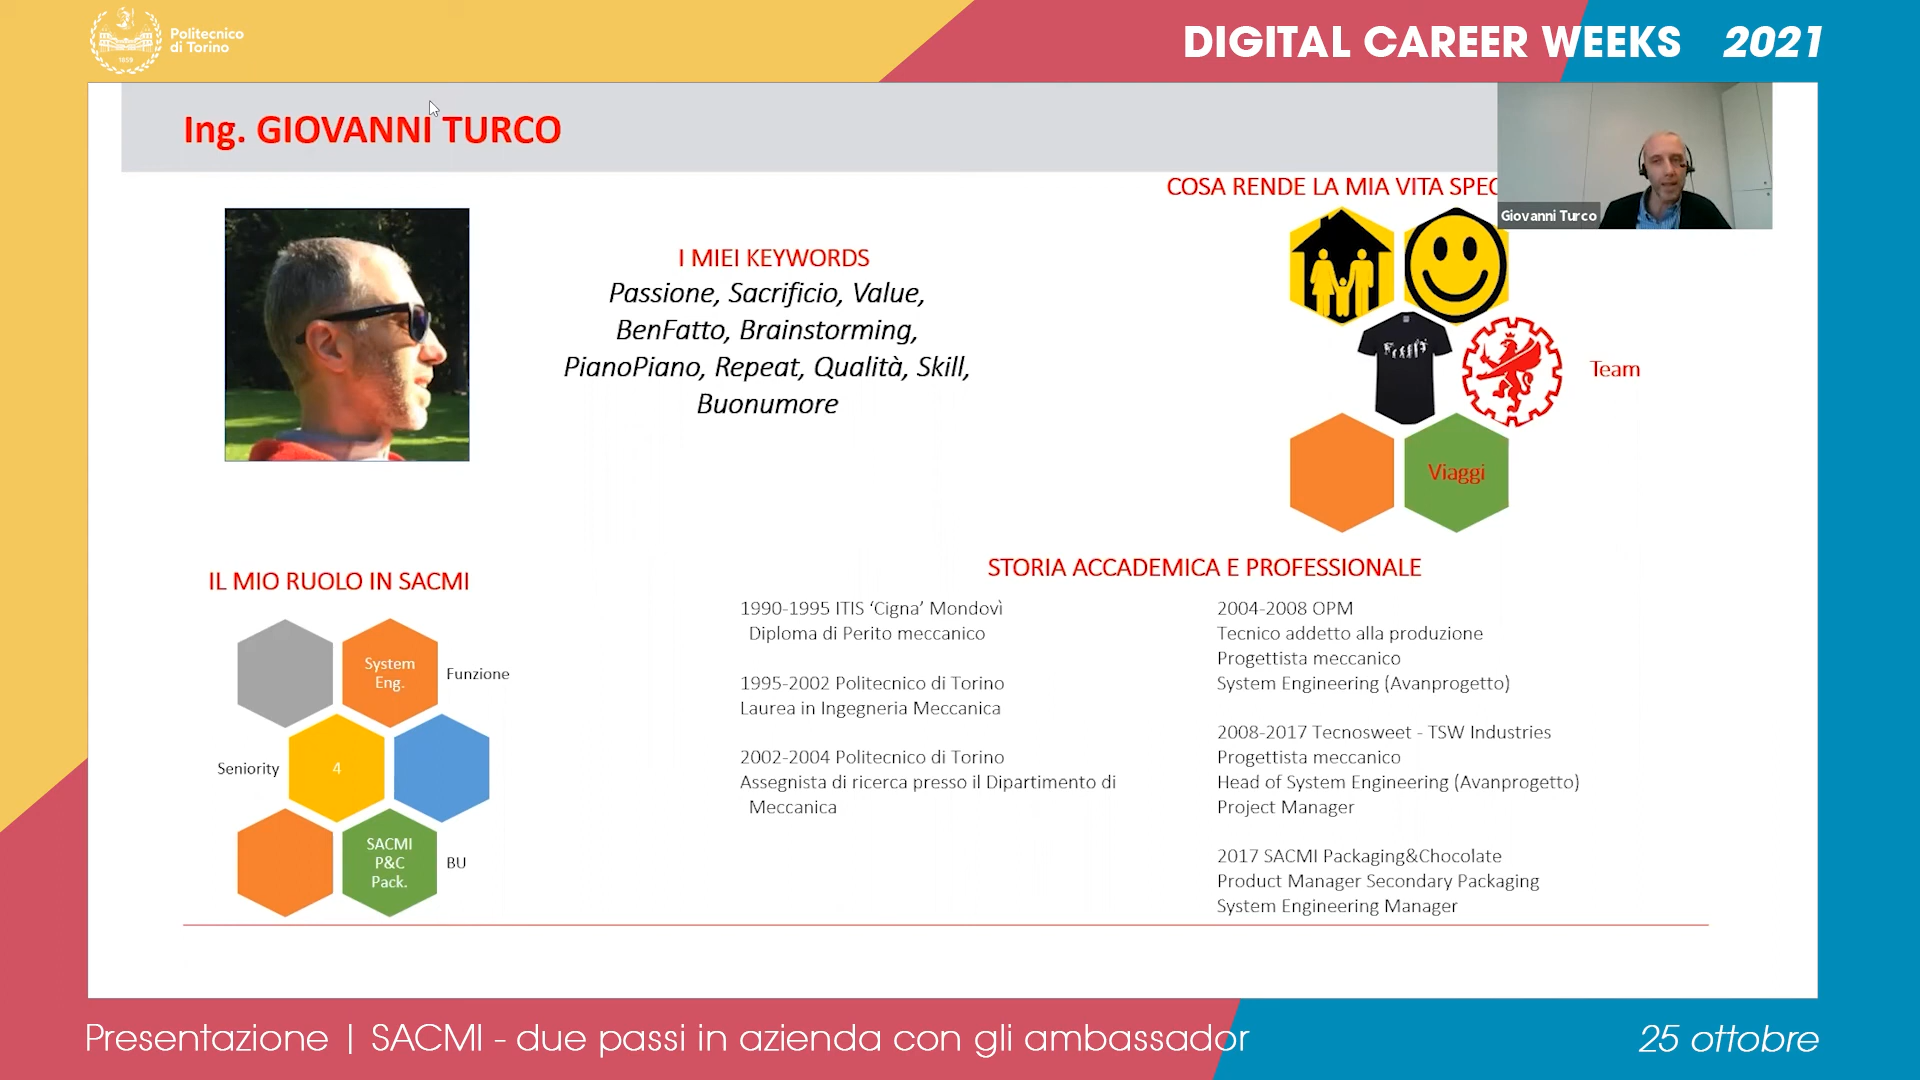 Politecnico
di Torino
1859
DIGITAL CAREER WEEKS 2021
Ing. GIOVANNI TURCO
COSA RENDE LA MIA VITA SPEC
Giovanni Turco
I MIEI KEYWORDS
Passione, Sacrificio, Value,
BenFatto, Brainstorming,
PianoPiano, Repeat, Qualità, Skill,
Buonumore
Team
Viaggi
IL MIO RUOLO IN SACMI
System
Eng.
Funzione
Seniority
4
SACMI
P&C
Pack.
BU
STORIA ACCADEMICA E PROFESSIONALE
1990-1995 ITIS ‘Cigna’ Mondovì
Diploma di Perito meccanico
1995-2002 Politecnico di Torino
Laurea in Ingegneria Meccanica
2002-2004 Politecnico di Torino
Assegnista di ricerca presso il Dipartimento di
Meccanica
2004-2008 OPM
Tecnico addetto alla produzione
Progettista meccanico
System Engineering (Avanprogetto)
2008-2017 Tecnosweet - TSW Industries
Progettista meccanico
Head of System Engineering (Avanprogetto)
Project Manager
2017 SACMI Packaging&Chocolate
Product Manager Secondary Packaging
System Engineering Manager
Presentazione | SACMI - due passi in azienda con gli ambassador
25 ottobre